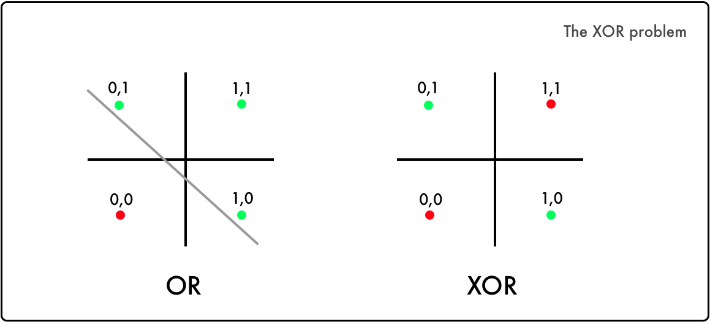 The XOR problem
0,1
1,1
0,0
1,0
OR
0,1
1,1
0,0
1,0
XOR